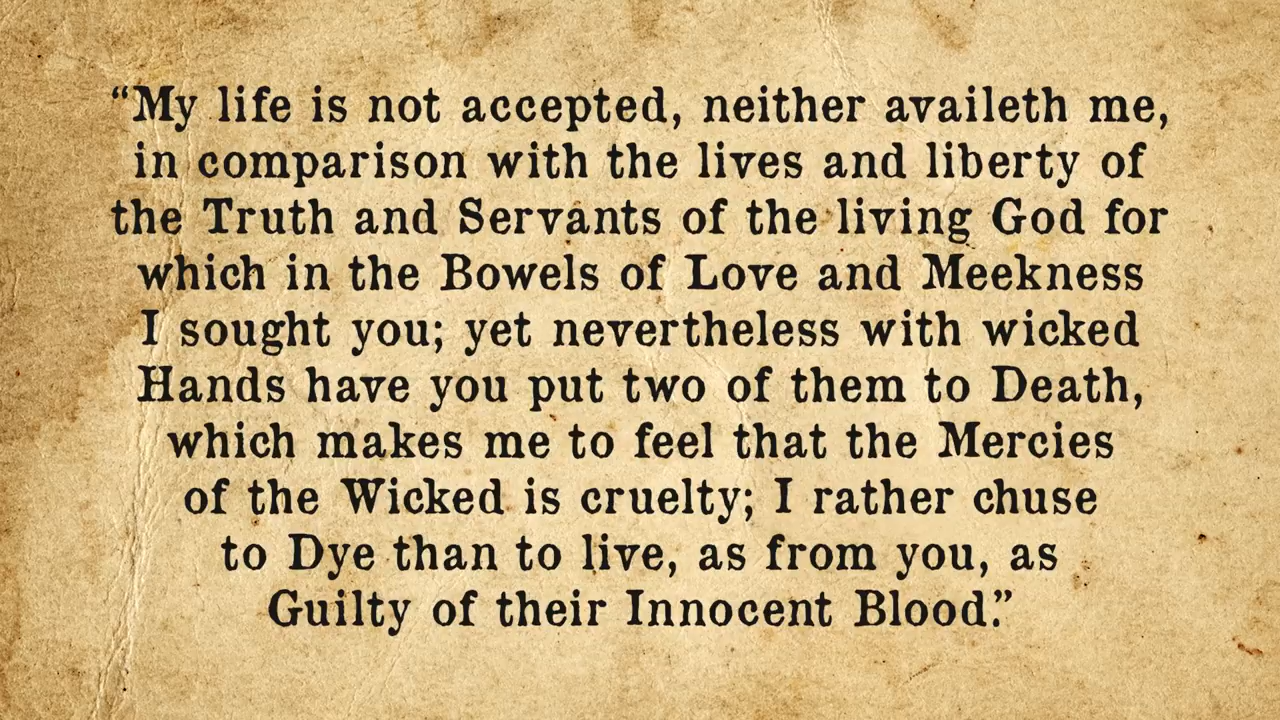 “My life is not accepted, neither availeth me,
in comparison with the lives and liberty of
the Truth and Servants of the living God for
which in the Bowels of Love and Meekness
I sought you; yet nevertheless with wicked
Hands have you put two of them to Death,
which makes me to feel that the Mercies
of the Wicked is cruelty; I rather chuse
to Dye than to live, as from you, as
Guilty of their Innocent Blood.”